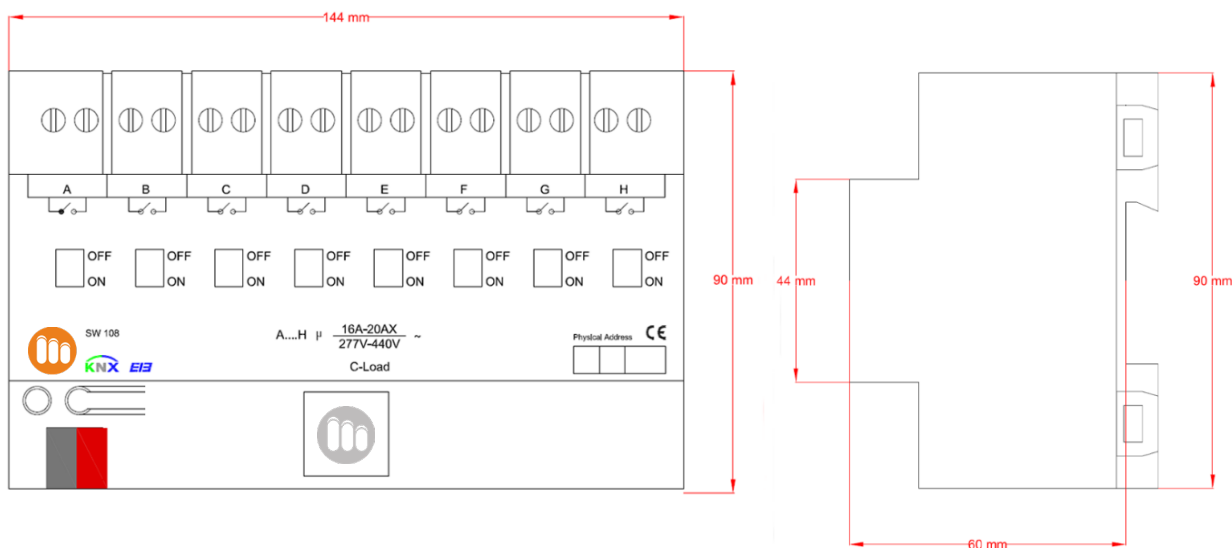 144 mm
A B C D E F G H
OFF OFF OFF OFF OFF OFF OFF OFF
ON ON ON ON ON ON ON ON
90 mm
44 mm
90 mm
SW 108
KNX EIB
A....H µ 16A-20AX ~
277V-440V
C-Load
Physical Address CE
60 mm